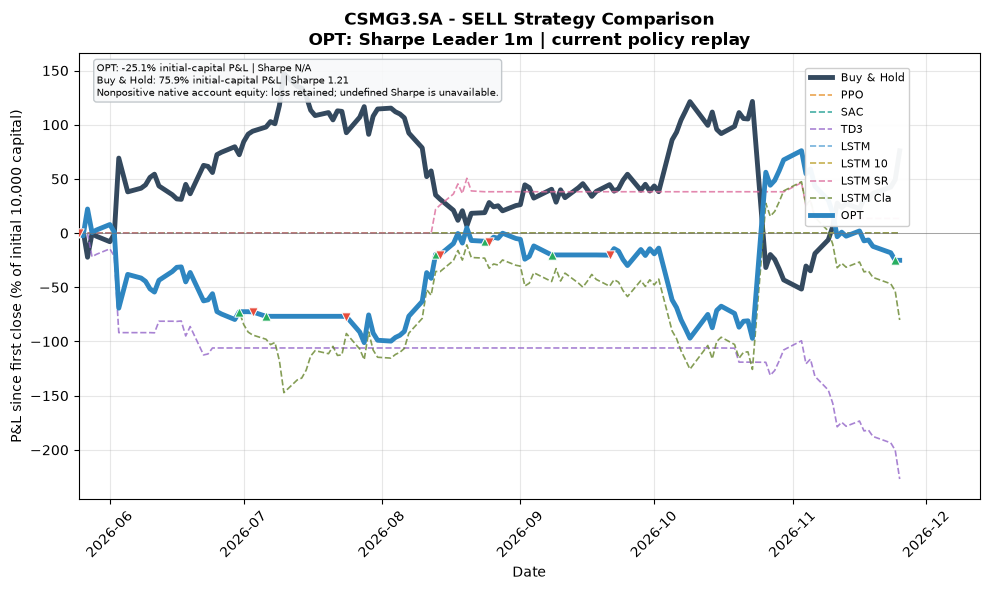 CSMG3.SA - SELL Strategy Comparison
OPT: Sharpe Leader 1m | current policy replay
OPT: -25.1% initial-capital P&L | Sharpe N/A
Buy & Hold: 75.9% initial-capital P&L | Sharpe 1.21
Nonpositive native account equity: loss retained; undefined Sharpe is unavailable.
Buy & Hold
PPO
SAC
TD3
LSTM
LSTM 10
LSTM SR
LSTM Cla
OPT
P&L since first close (% of initial 10,000 capital)
150
100
50
0
−50
−100
−150
−200
2026-06
2026-07
2026-08
2026-09
2026-10
2026-11
2026-12
Date